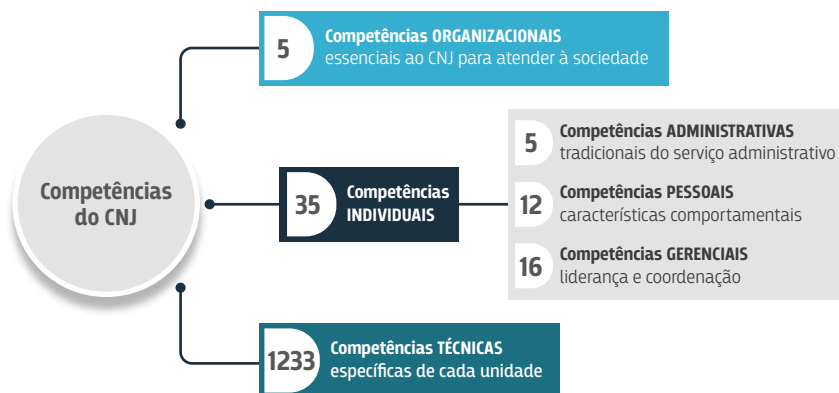 5
Competências ORGANIZACIONAIS
essenciais ao CNJ para atender à sociedade
Competências
do CNJ
35
Competências
INDIVIDUAIS
5
Competências ADMINISTRATIVAS
tradicionais do serviço administrativo
12
Competências PESSOAIS
características comportamentais
16
Competências GERENCIAIS
liderança e coordenação
1233
Competências TÉCNICAS
específicas de cada unidade